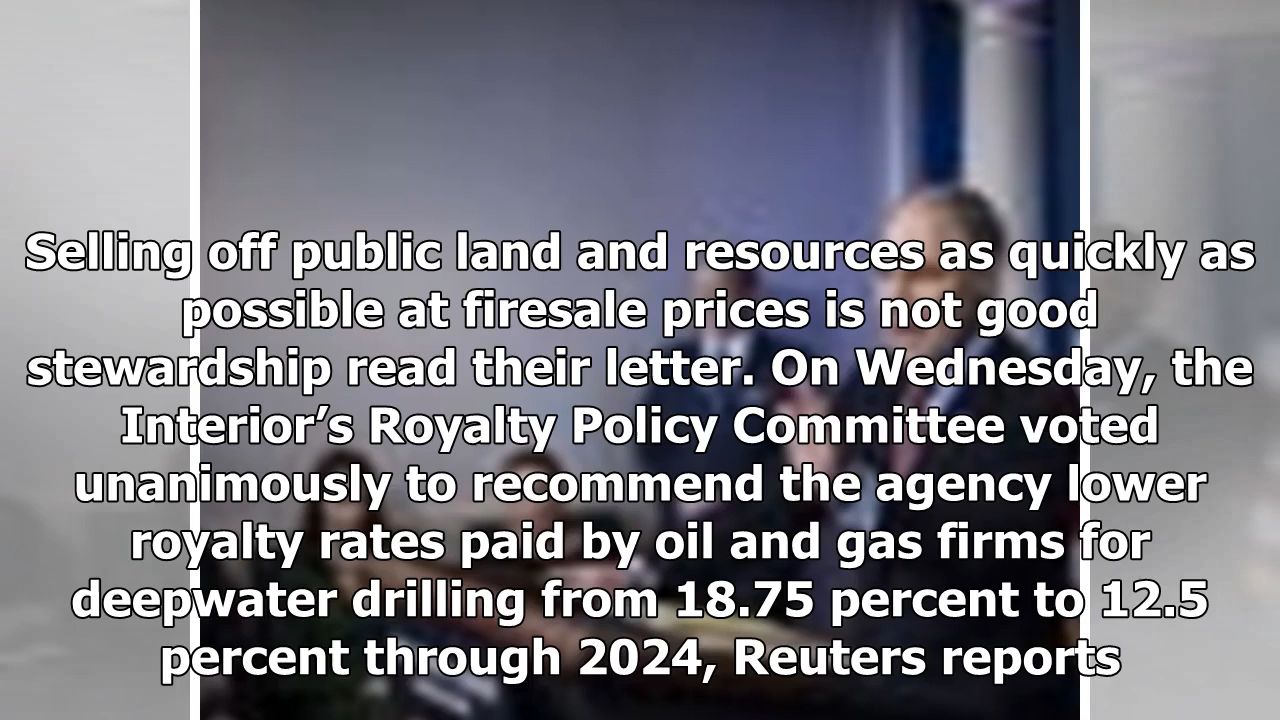 Selling off public land and resources as quickly as
possible at firesale prices is not good
stewardship read their letter. On Wednesday, the
Interior’s Royalty Policy Committee voted
unanimously to recommend the agency lower
royalty rates paid by oil and gas firms for
deepwater drilling from 18.75 percent to 12.5
percent through 2024, Reuters reports